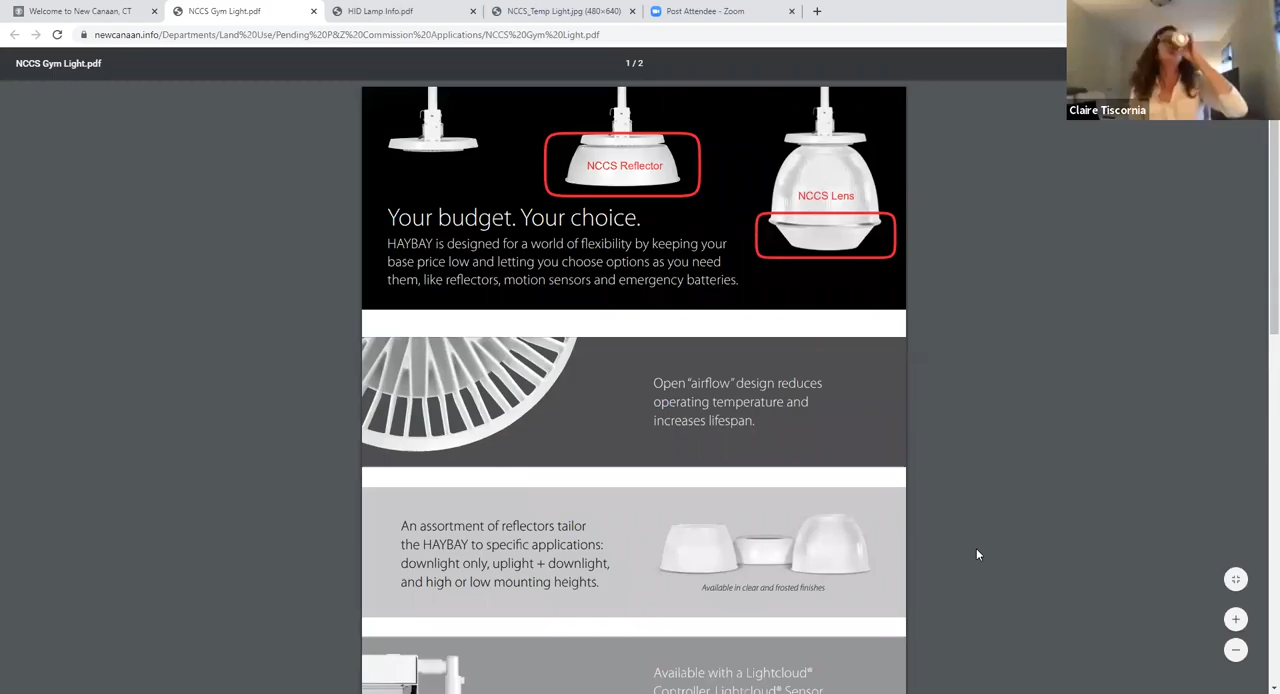 Welcome to New Canaan, CT
NCCS Gym Light.pdf
HID Lamp Info.pdf
NCCS_Temp Light.jpg (480×640)
Post Attendee - Zoom
newcanaan.info/Departments/Land%20Use/Pending%20P&Z%20Commission%20Applications/NCCS%20Gym%20Light.pdf
NCCS Gym Light.pdf
1 / 2
Claire Tiscornia
NCCS Reflector
NCCS Lens
Your budget. Your choice.
HAYBAY is designed for a world of flexibility by keeping your
base price low and letting you choose options as you need
them, like reflectors, motion sensors and emergency batteries.
Open "airflow" design reduces
operating temperature and
increases lifespan.
An assortment of reflectors tailor
the HAYBAY to specific applications:
downlight only, uplight + downlight,
and high or low mounting heights.
Available in clear and frosted finishes
Available with a Lightcloud®
Controller, Lightcloud® Sensor